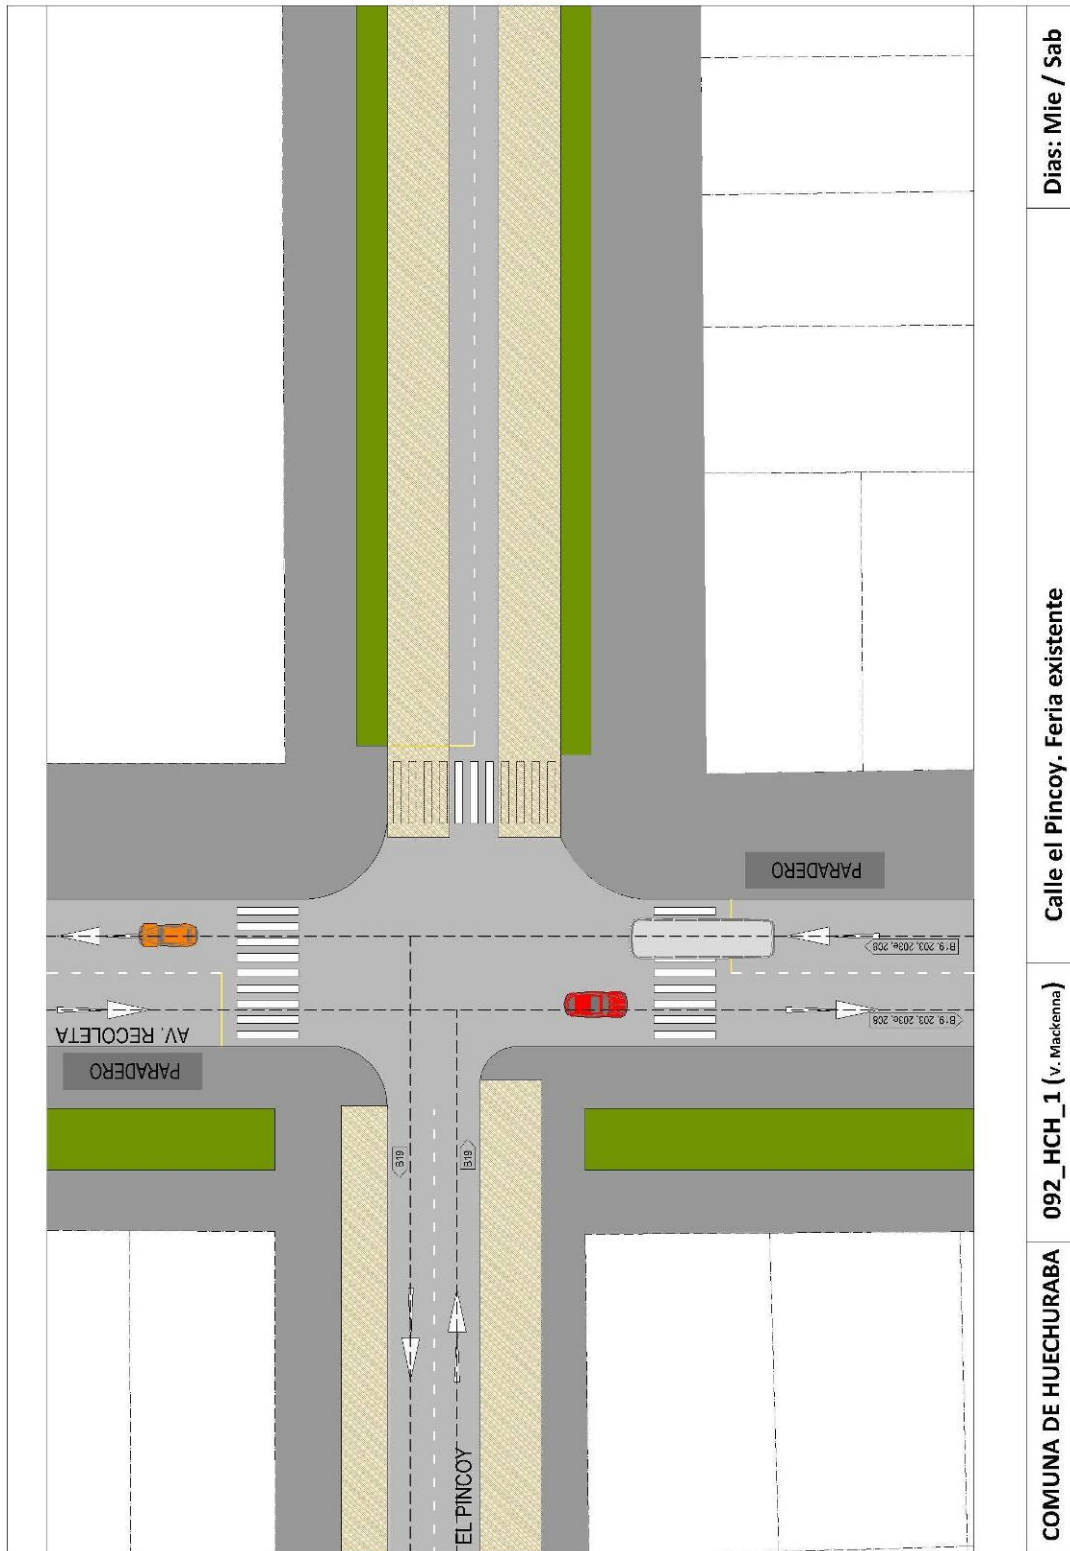 COMUNA DE HUECHURABA
092_HCH_1 (v. Mackenna)
Calle el Pincoy. Feria existente
Dias: Mie / Sab
AV. RECOLETA
PARADERO
PARADERO
EL PINCOY
B19
B19
B19, 203, 203e, 208
B19, 203, 203e, 208